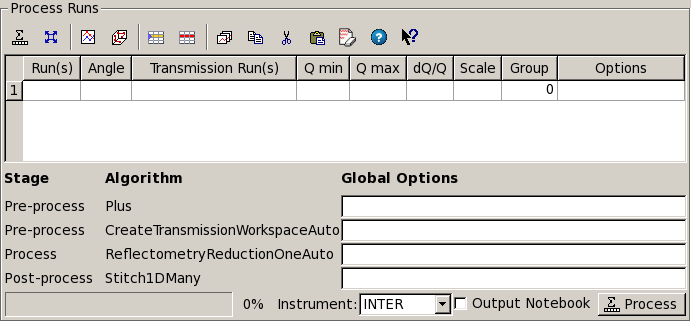 Process Runs
Run(s) Angle Transmission Run(s) Q min Q max dQ/Q Scale Group Options
1 0
Stage Algorithm Global Options
Pre-process Plus
Pre-process CreateTransmissionWorkspaceAuto
Process ReflectometryReductionOneAuto
Post-process Stitch1DMany
0% Instrument: INTER Output Notebook Process